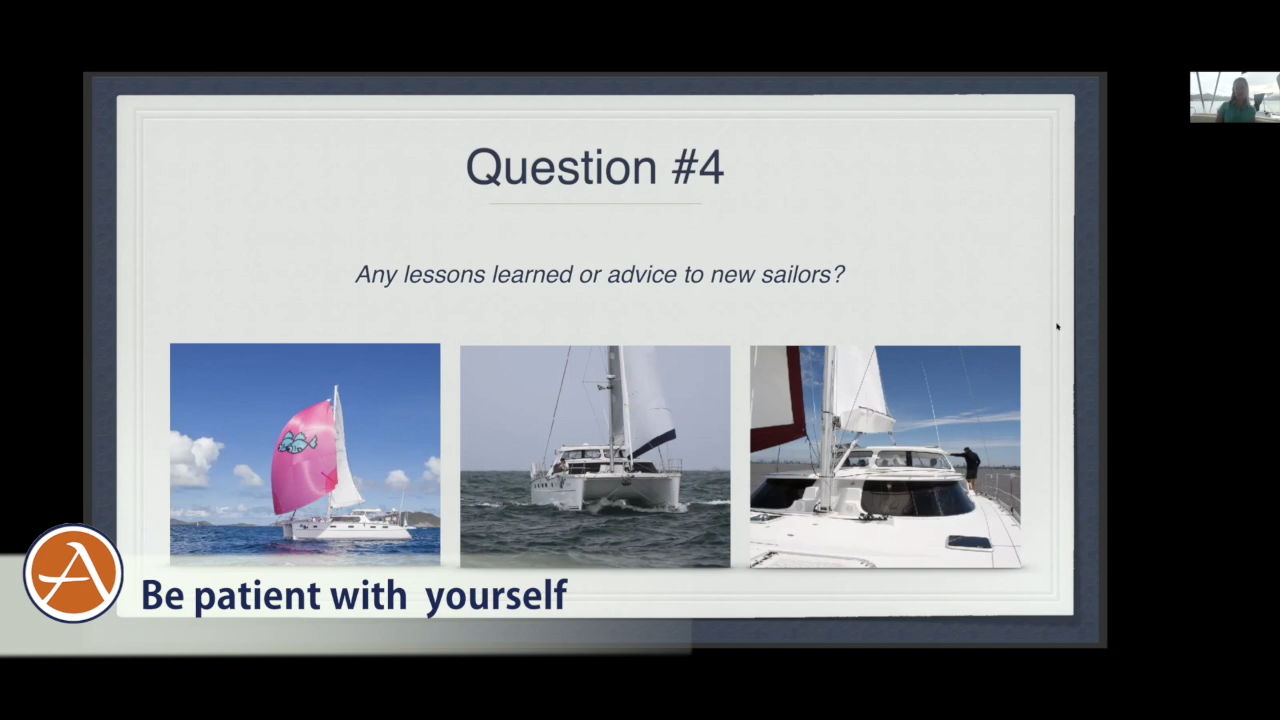 Question #4
Any lessons learned or advice to new sailors?
Be patient with yourself